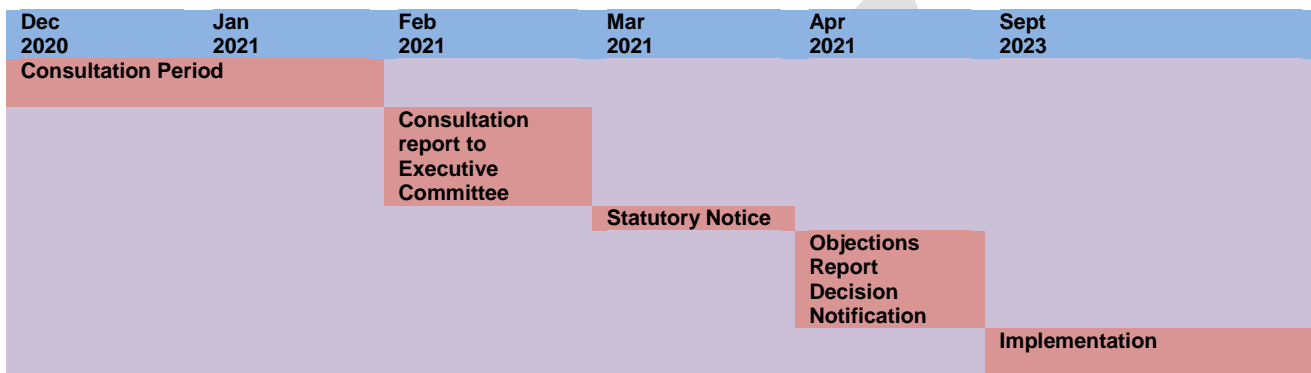 Dec Jan Feb Mar Apr Sept
2020 2021 2021 2021 2021 2023
Consultation Period
Consultation
report to
Executive
Committee
Statutory Notice
Objections
Report
Decision
Notification
Implementation